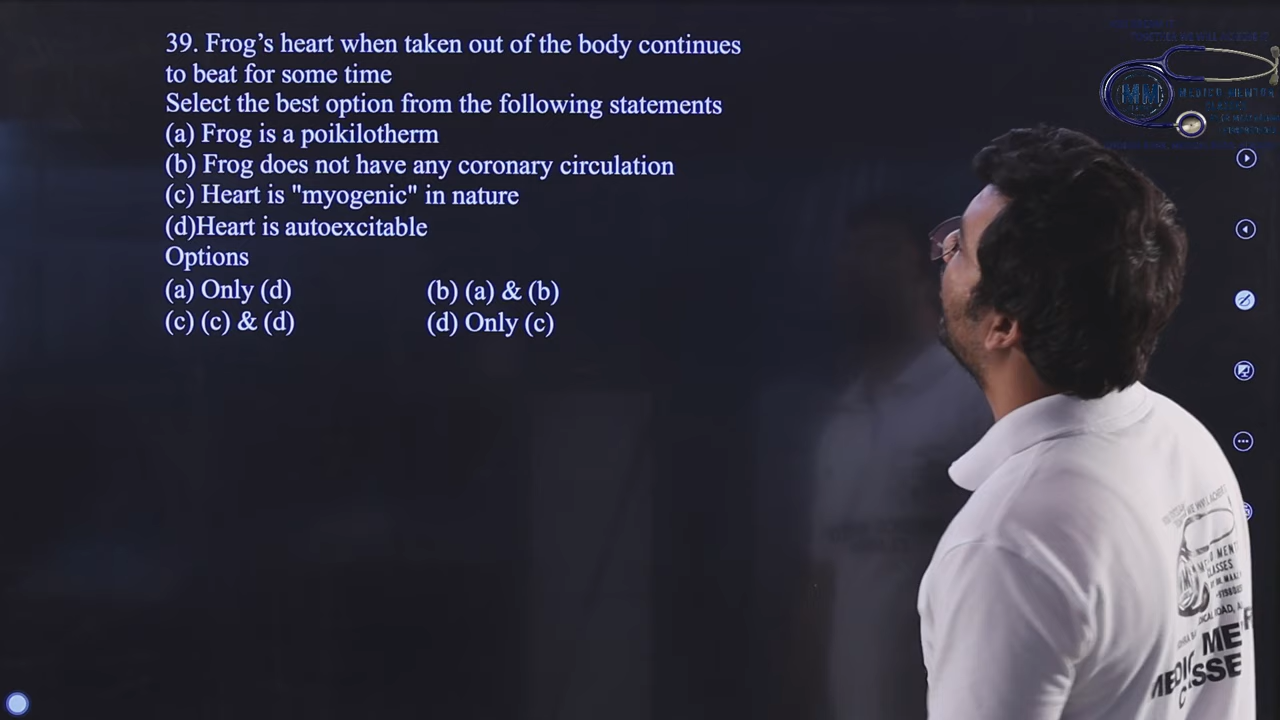 39. Frog's heart when taken out of the body continues
to beat for some time
Select the best option from the following statements
(a) Frog is a poikilotherm
(b) Frog does not have any coronary circulation
(c) Heart is "myogenic" in nature
(d)Heart is autoexcitable
Options
(a) Only (d) (b) (a) & (b)
(c) (c) & (d) (d) Only (c)
MM